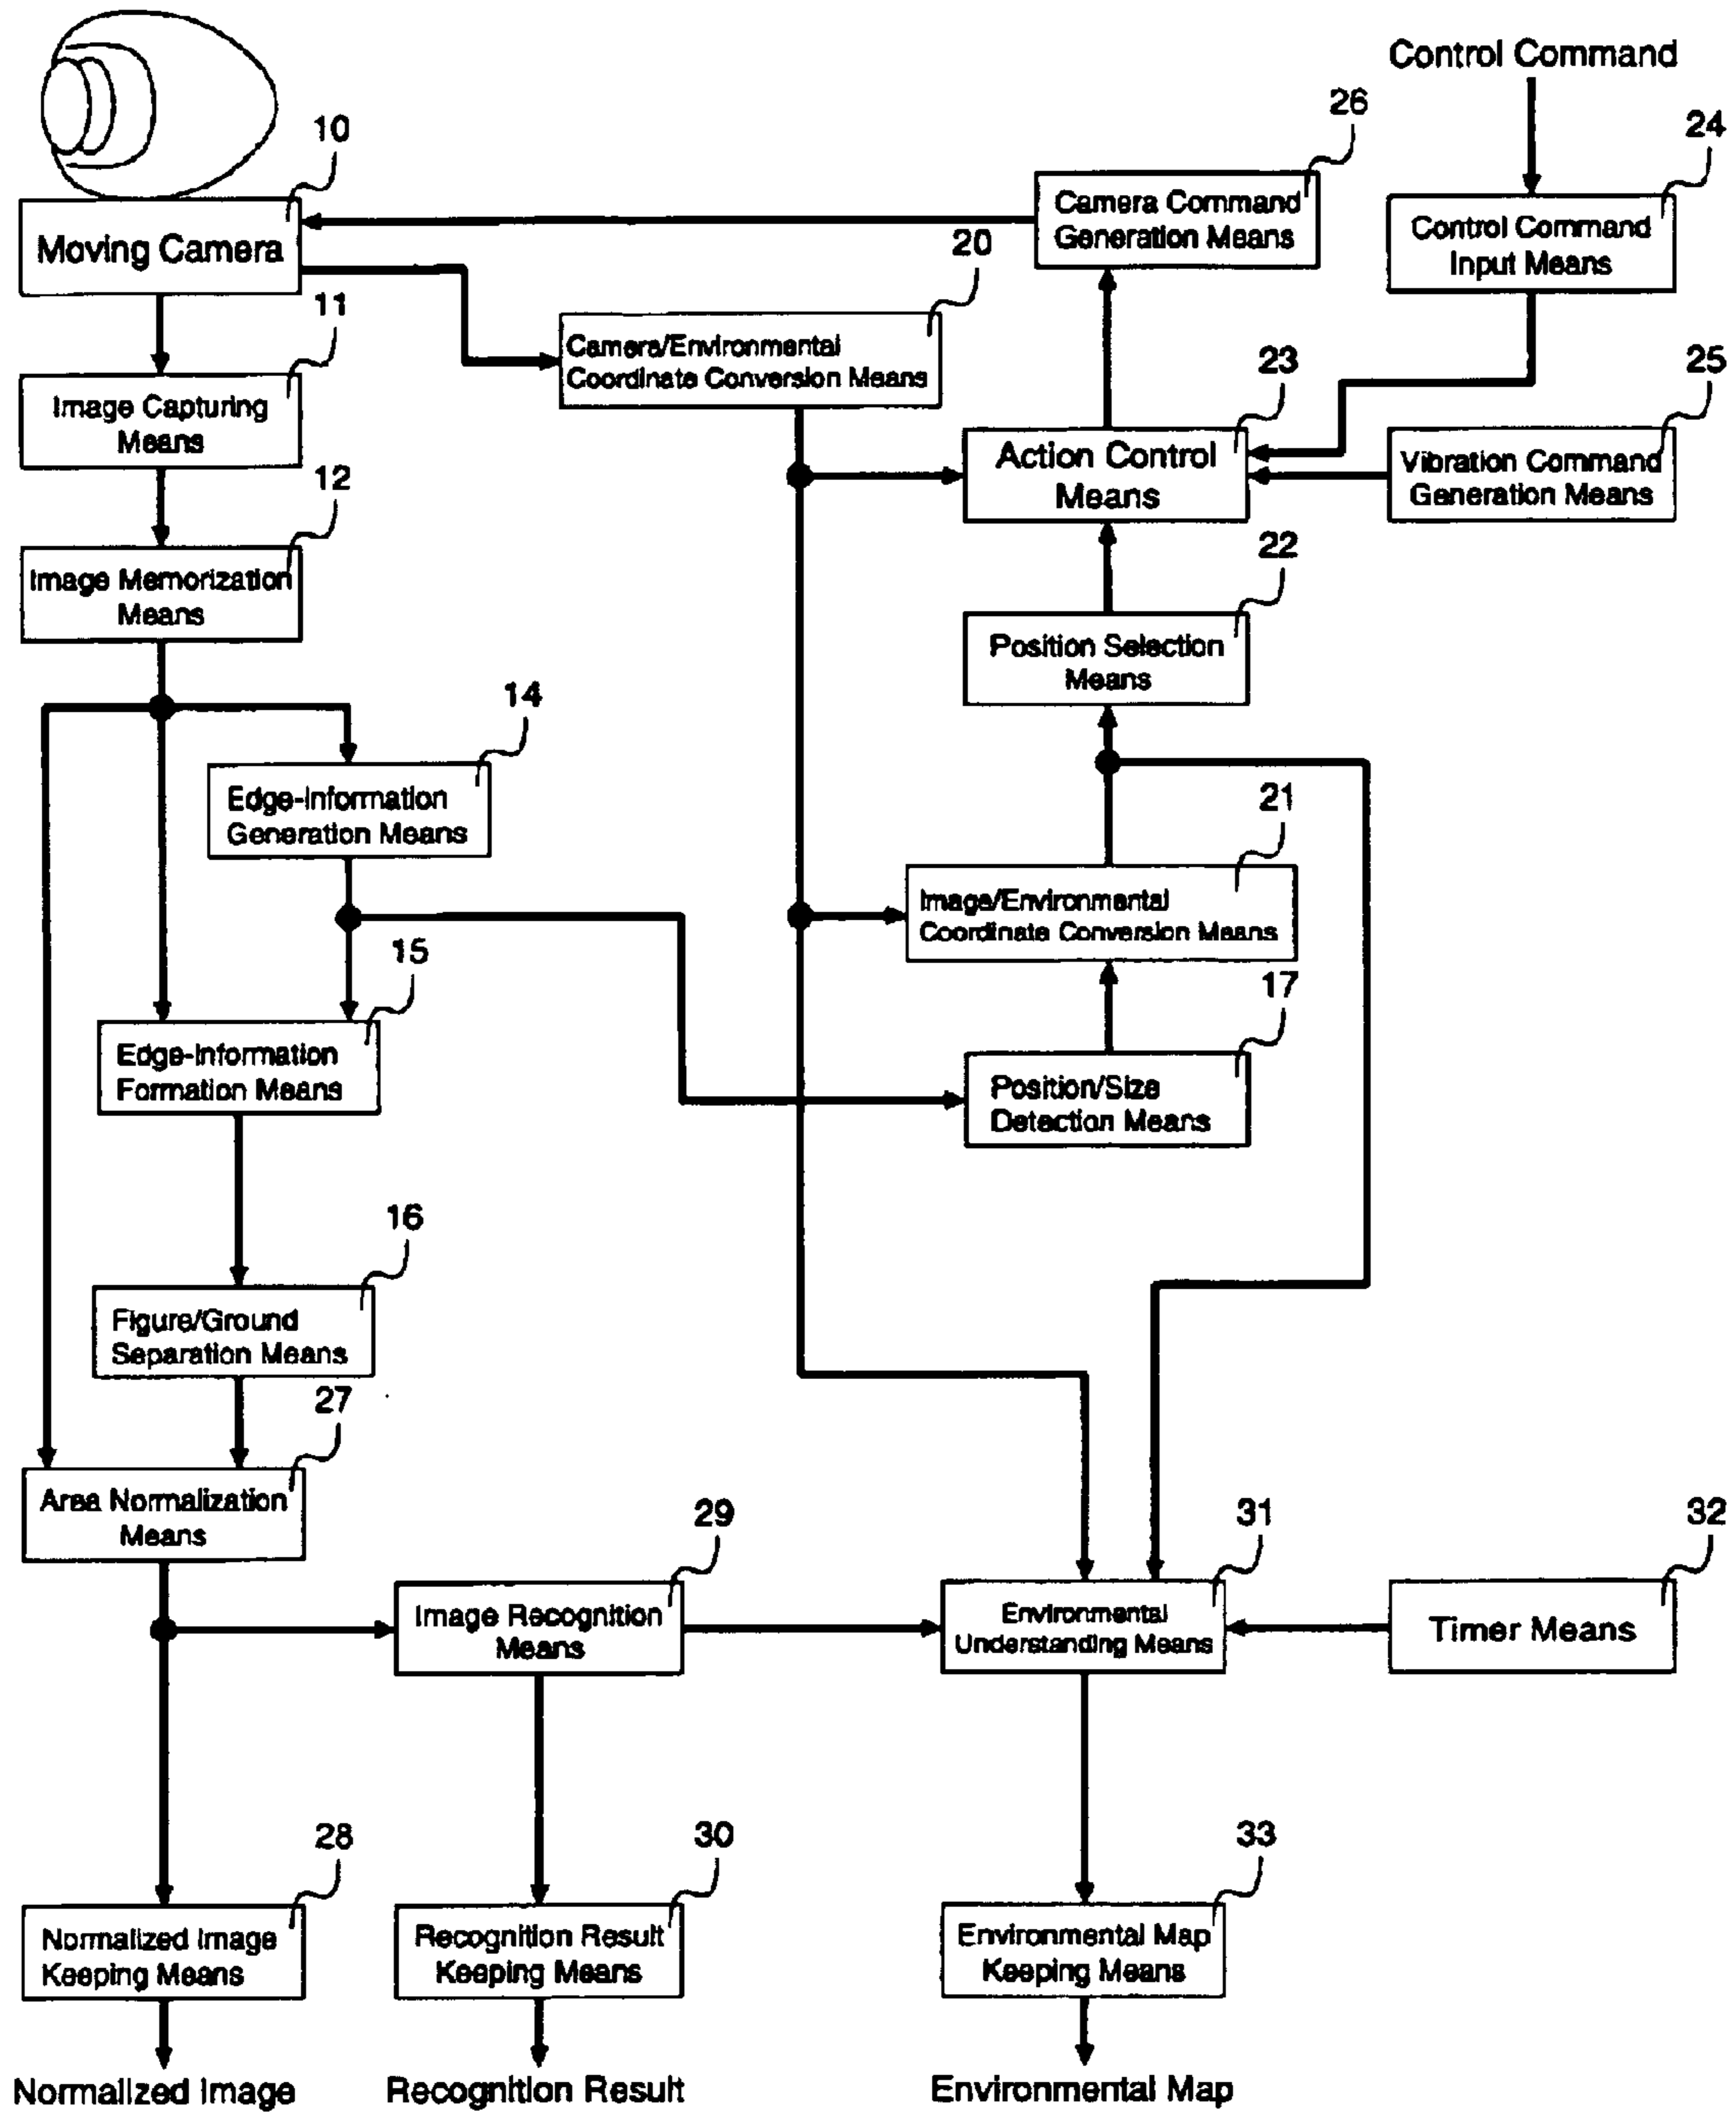 Control Command
26
24
10
Camera Command
Generation Means
Control Command
Input Means
Moving Camera
20
11
Camera/Environmental
Coordinate Conversion Means
23
25
Image Capturing
Means
Action Control
Means
Vibration Command
Generation Means
12
22
Image Memorization
Means
Position Selection
Means
14
21
Edge-Information
Generation Means
Image/Environmental
Coordinate Conversion Means
15
17
Edge-Information
Formation Means
Position/Size
Detection Means
16
Figure/Ground
Separation Means
27
Area Normalization
Means
29
31
32
Image Recognition
Means
Environmental
Understanding Means
Timer Means
28
30
33
Normalized Image
Keeping Means
Recognition Result
Keeping Means
Environmental Map
Keeping Means
Normalized Image
Recognition Result
Environmental Map